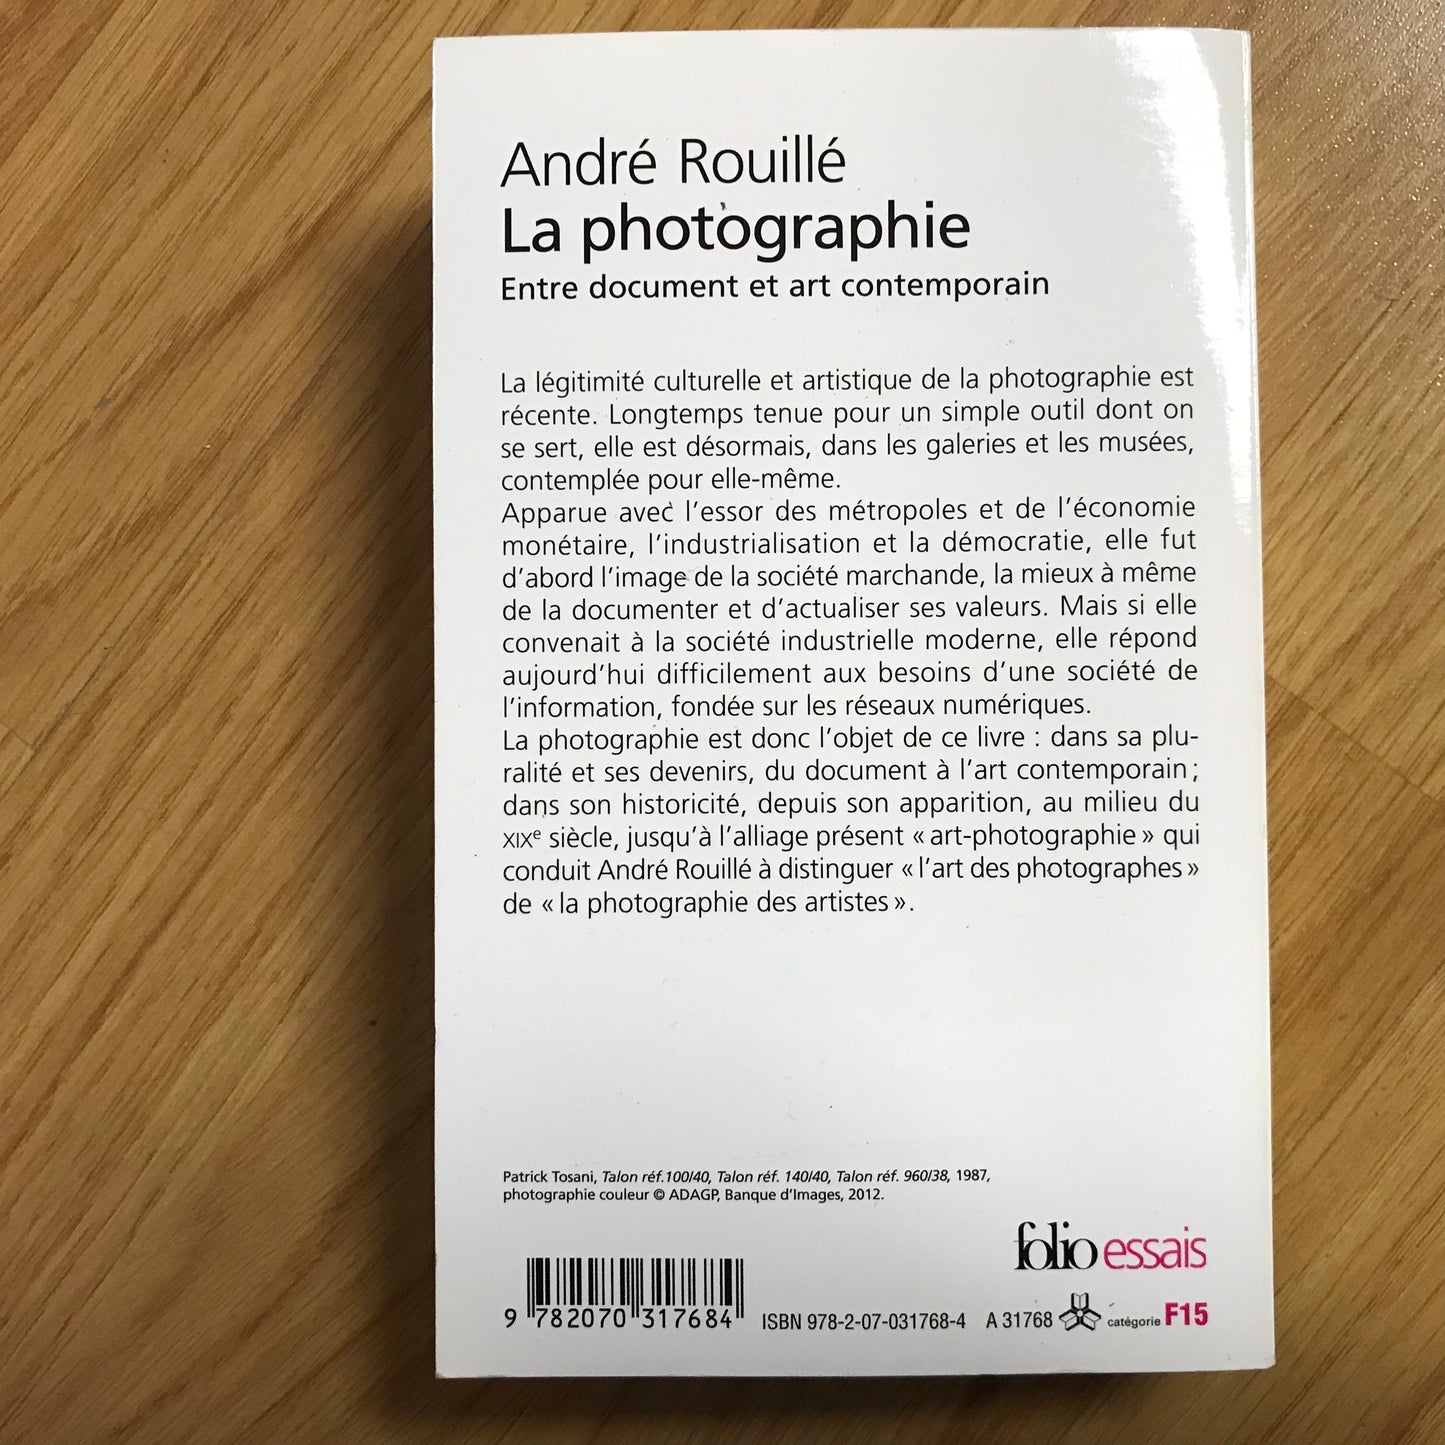 André Rouillé
La photographie
Entre document et art contemporain
La légitimité culturelle et artistique de la photographie est
récente. Longtemps tenue pour un simple outil dont on
se sert, elle est désormais, dans les galeries et les musées,
contemplée pour elle-même.
Apparue avec l'essor des métropoles et de l'économie
monétaire, l'industrialisation et la démocratie, elle fut
d'abord l'image de la société marchande, la mieux à même
de la documenter et d'actualiser ses valeurs. Mais si elle
convenait à la société industrielle moderne, elle répond
aujourd'hui difficilement aux besoins d'une société de
l'information, fondée sur les réseaux numériques.
La photographie est donc l'objet de ce livre : dans sa plu-
ralité et ses devenirs, du document à l'art contemporain ;
dans son historicité, depuis son apparition, au milieu du
XIXe siècle, jusqu'à l'alliage présent « art-photographie » qui
conduit André Rouillé à distinguer « l'art des photographes »
de « la photographie des artistes ».
Patrick Tosani, Talon réf.100/40, Talon réf. 140/40, Talon réf. 960/38, 1987,
photographie couleur © ADAGP, Banque d'Images, 2012.
folio essais
9 782070 317684 ISBN 978-2-07-031768-4 A 31768 catégorie F15